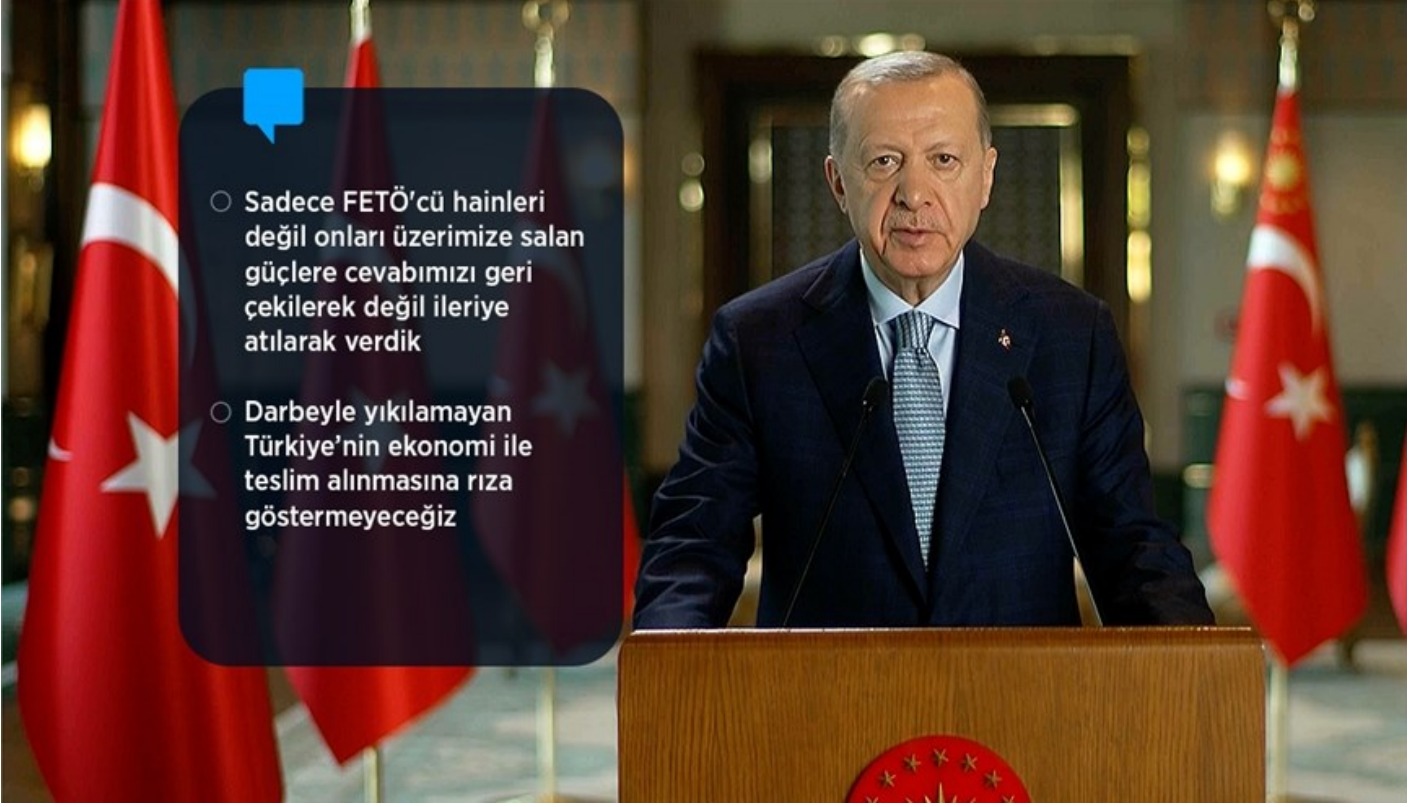 Sadece FETÖ'cü hainleri
değil onları üzerimize salan
güçlere cevabımızı geri
çekilerek değil ileriye
atılarak verdik
Darbeyle yıkılamayan
Türkiye’nin ekonomi ile
teslim alınmasına rıza
göstermeyeceğiz